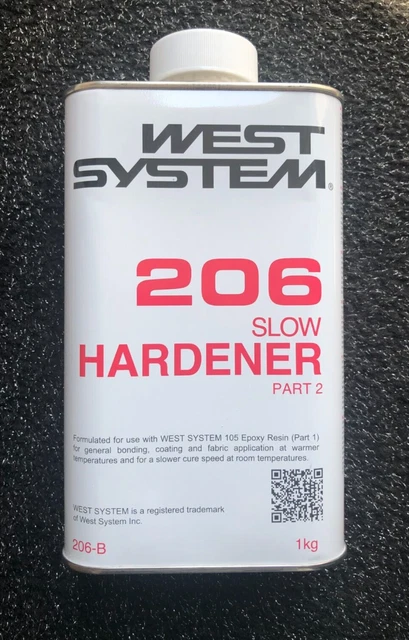 WEST
SYSTEM®
206
SLOW
HARDENER
PART 2
Formulated for use with WEST SYSTEM 105 Epoxy Resin (Part 1)
for general bonding, coating and fabric application at warmer
temperatures and for a slower cure speed at room temperatures.
WEST SYSTEM is a registered trademark
of West System Inc.
206-B
1kg